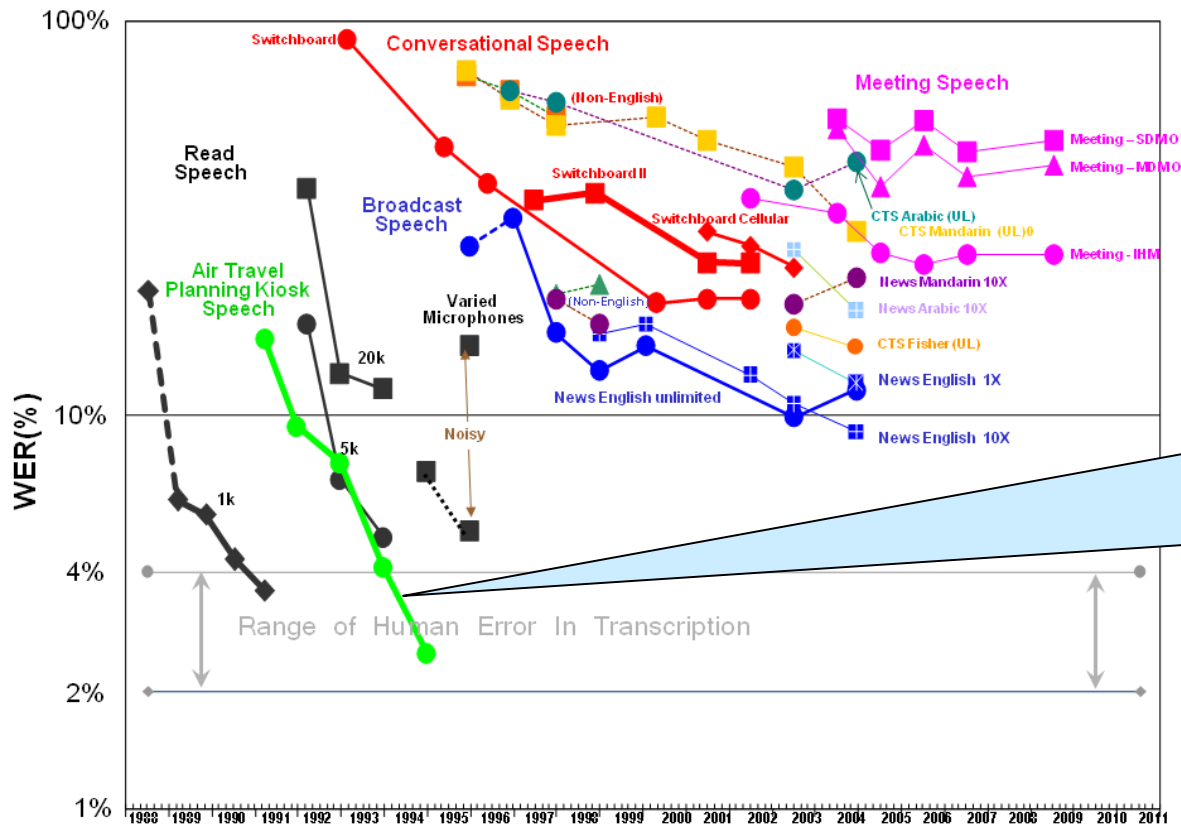 100%
Switchboard
Conversational Speech
(Non-English)
Meeting Speech
Meeting – SDMO
Meeting – MDMO
Read
Speech
Switchboard II
Broadcast
Speech
Switchboard Cellular
CTS Arabic (UL)
CTS Mandarin (UL)0
Meeting - IHM
Air Travel
Planning Kiosk
Speech
Varied
Microphones
(Non-English)
News Mandarin 10X
News Arabic 10X
CTS Fisher (UL)
20k
News English 1X
News English unlimited
10%
Noisy
5k
News English 10X
WER(%)
1k
4%
Range of Human Error In Transcription
2%
1%
1988 1989 1990 1991 1992 1993 1994 1995 1996 1997 1998 1999 2000 2001 2002 2003 2004 2005 2006 2007 2008 2009 2010 2011